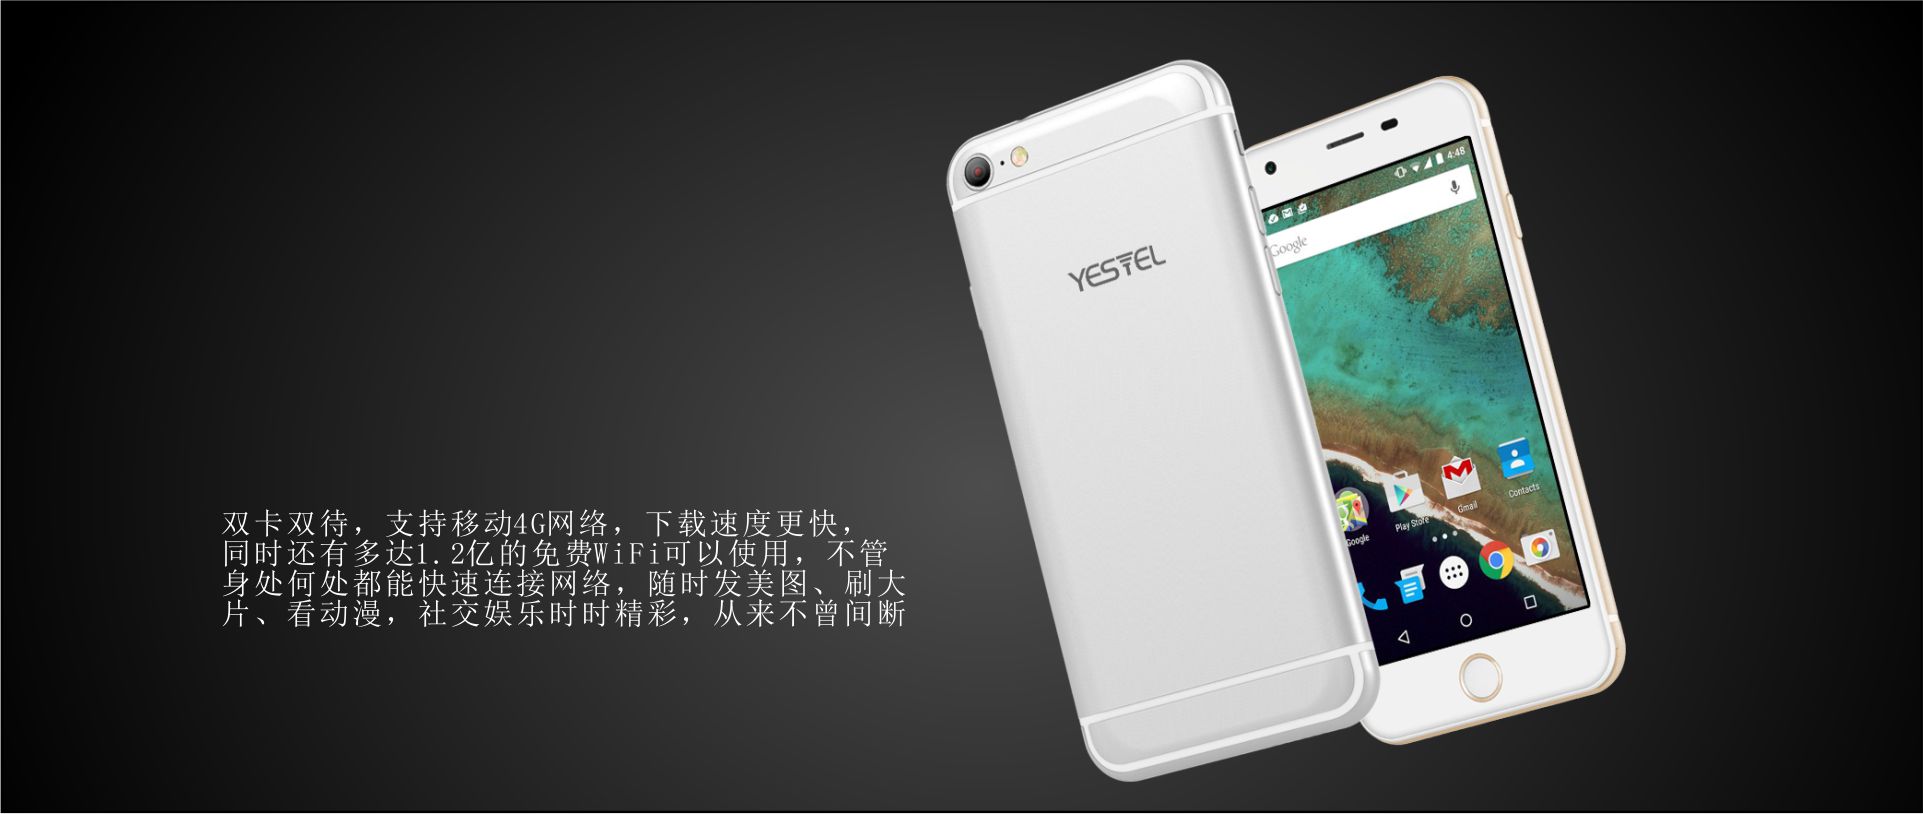 双卡双待，支持移动4G网络，下载速度更快，
同时还有多达1.2亿的免费WiFi可以使用，不管
身处何处都能快速连接网络，随时发美图、刷大
片、看动漫，社交娱乐时时精彩，从来不曾间断
YESTEL
4:48
Google
Contacts
Gmail
Play Store
Google